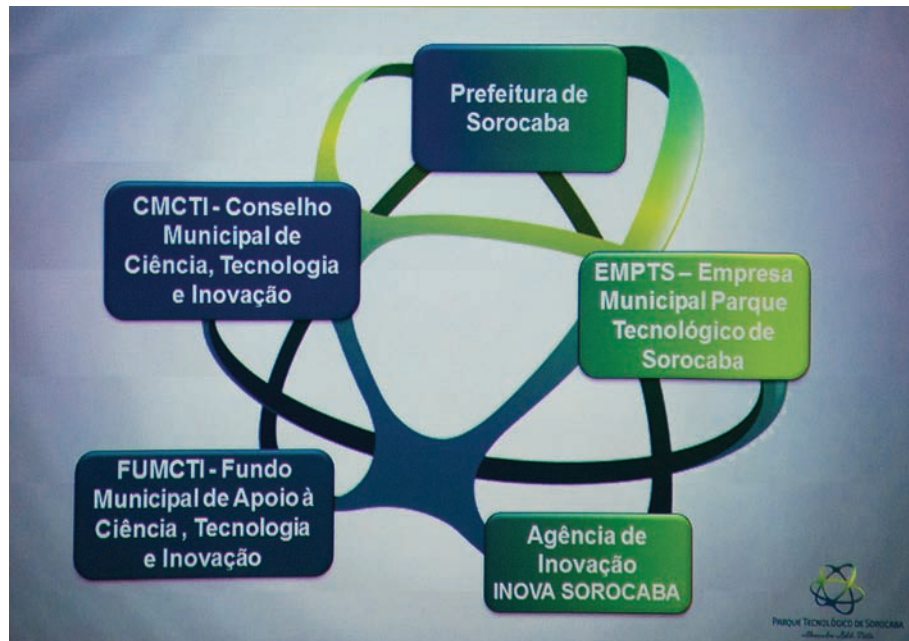 Prefeitura de
Sorocaba
CMCTI - Conselho
Municipal de
Ciência, Tecnologia
e Inovação
EMPTS – Empresa
Municipal Parque
Tecnológico de
Sorocaba
FUMCTI - Fundo
Municipal de Apoio à
Ciência , Tecnologia
e Inovação
Agência de
Inovação
INOVA SOROCABA
PARQUE TECNOLÓGICO DE SOROCABA